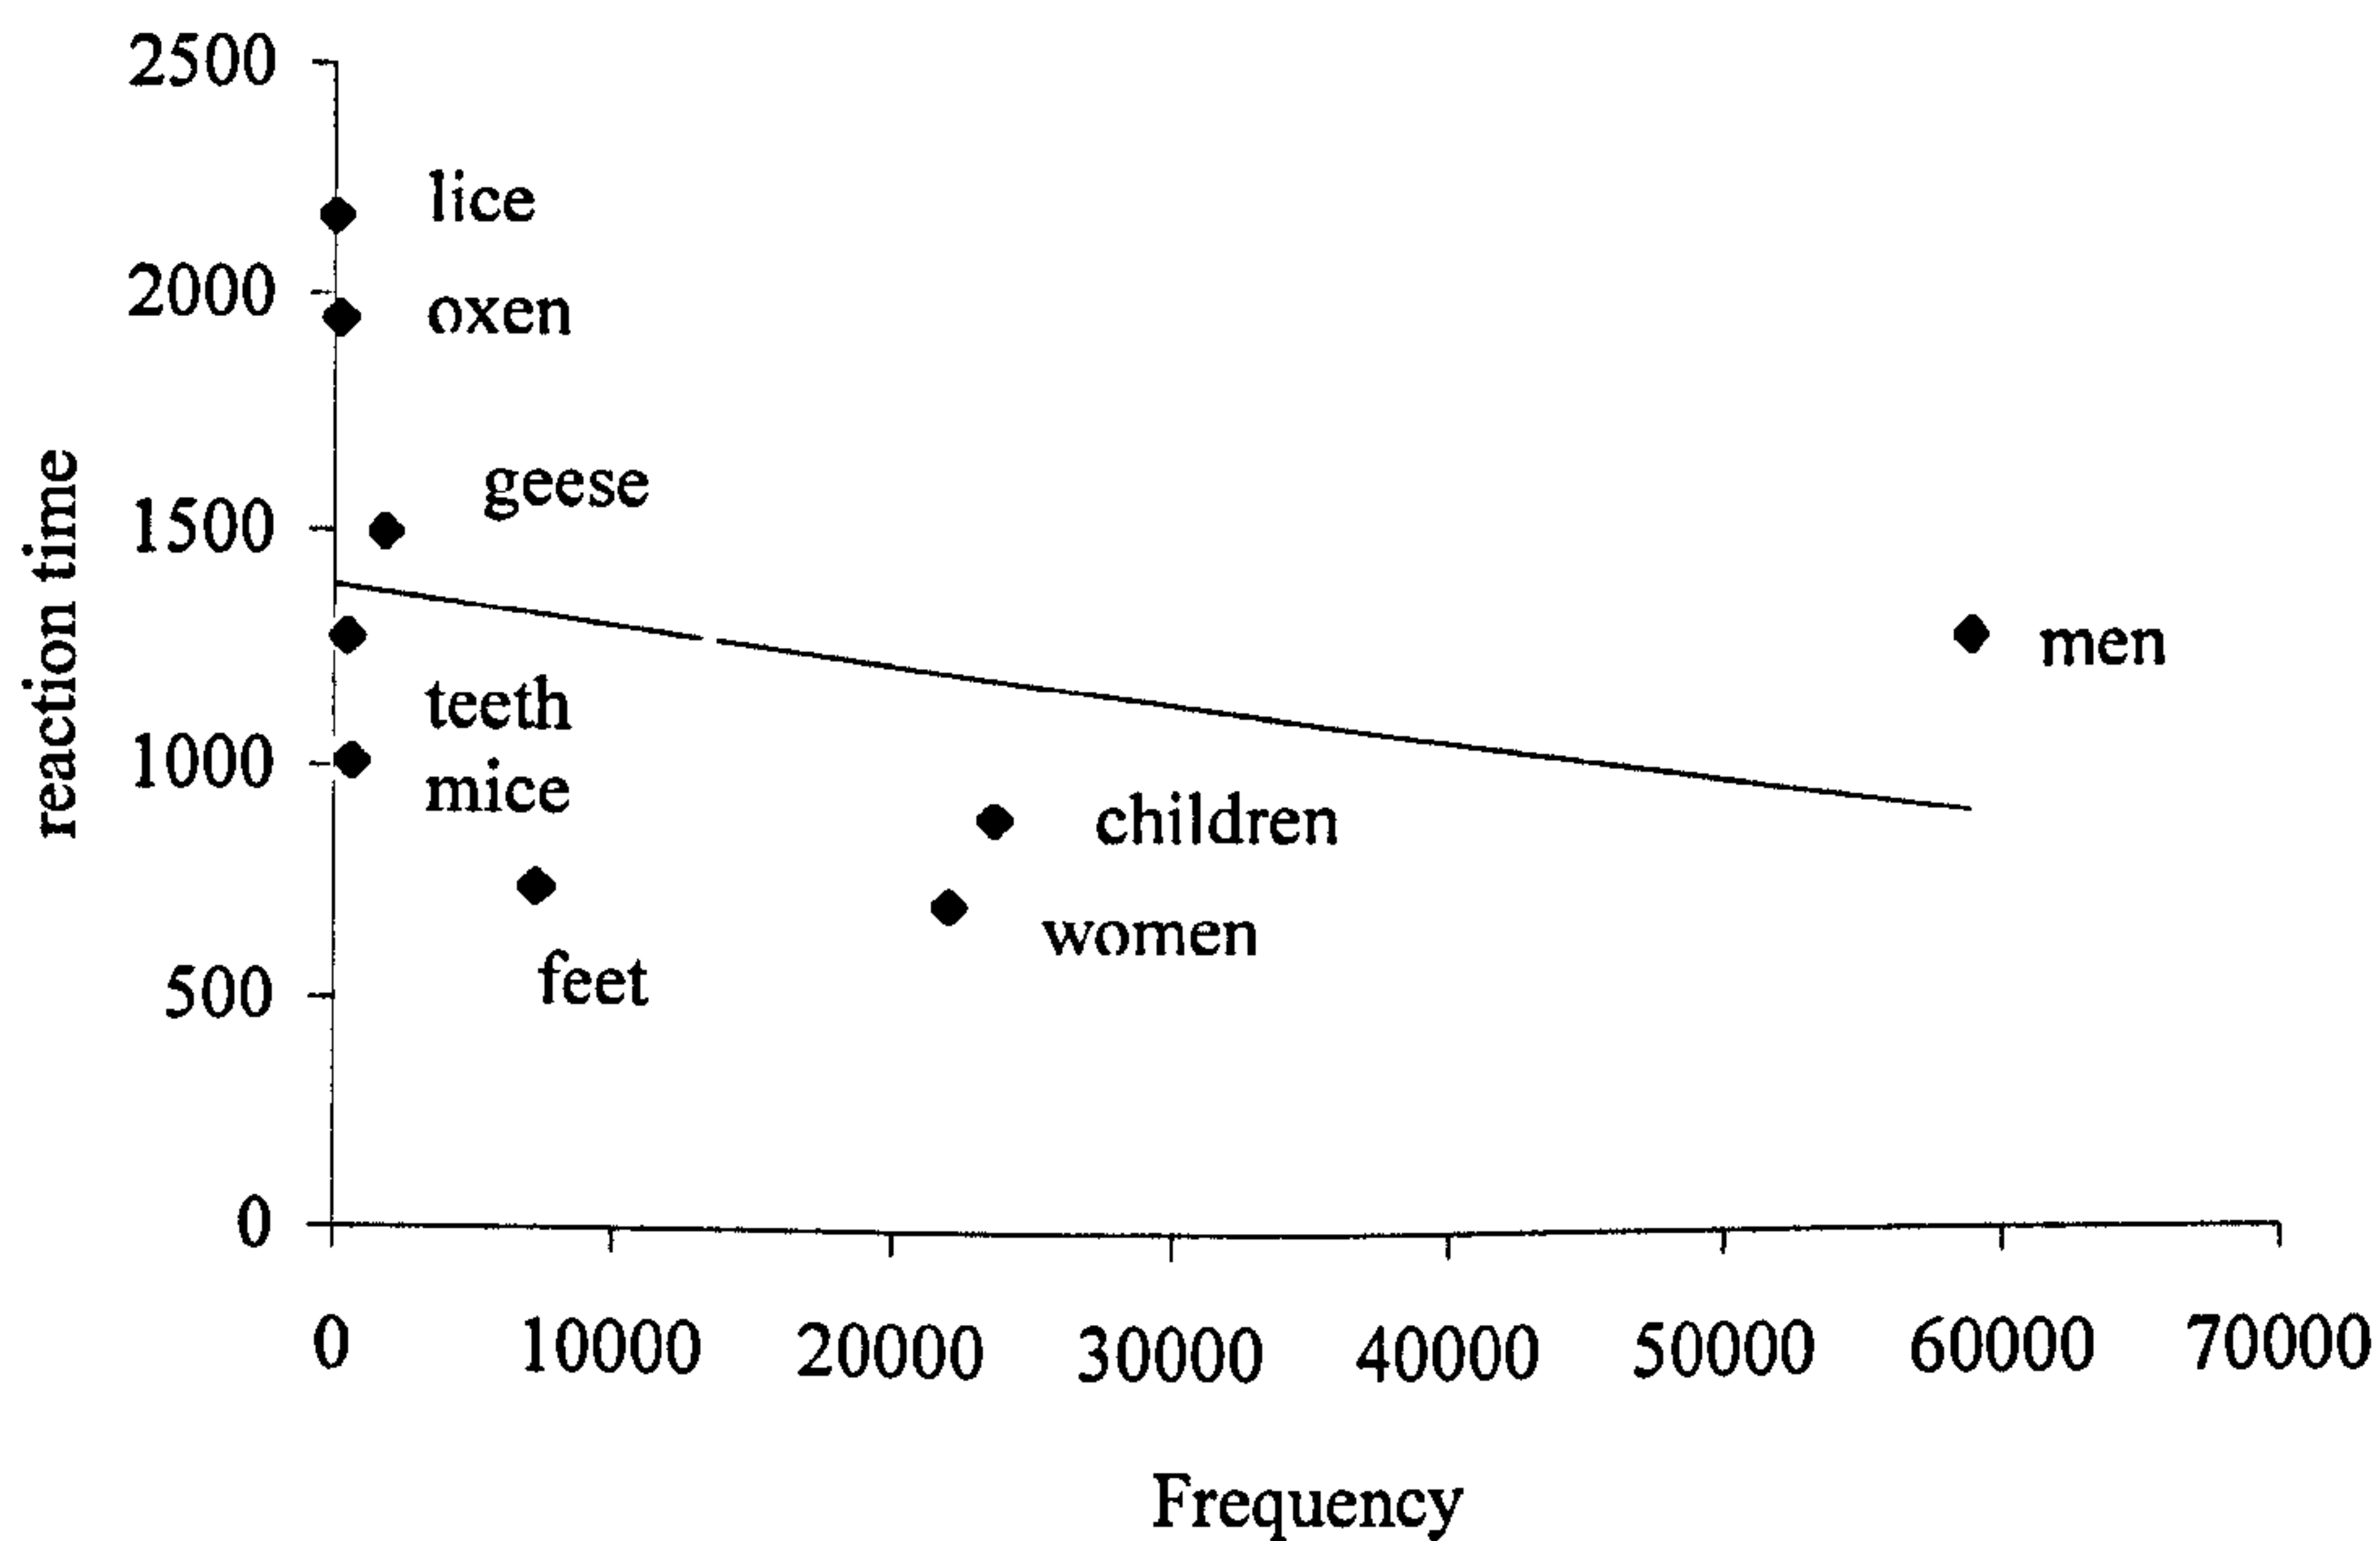 2500
lice
2000
oxen
geese
1500
reaction time
men
teeth
1000
mice
children
women
feet
500
0
0 10000 20000 30000 40000 50000 60000 70000
Frequency